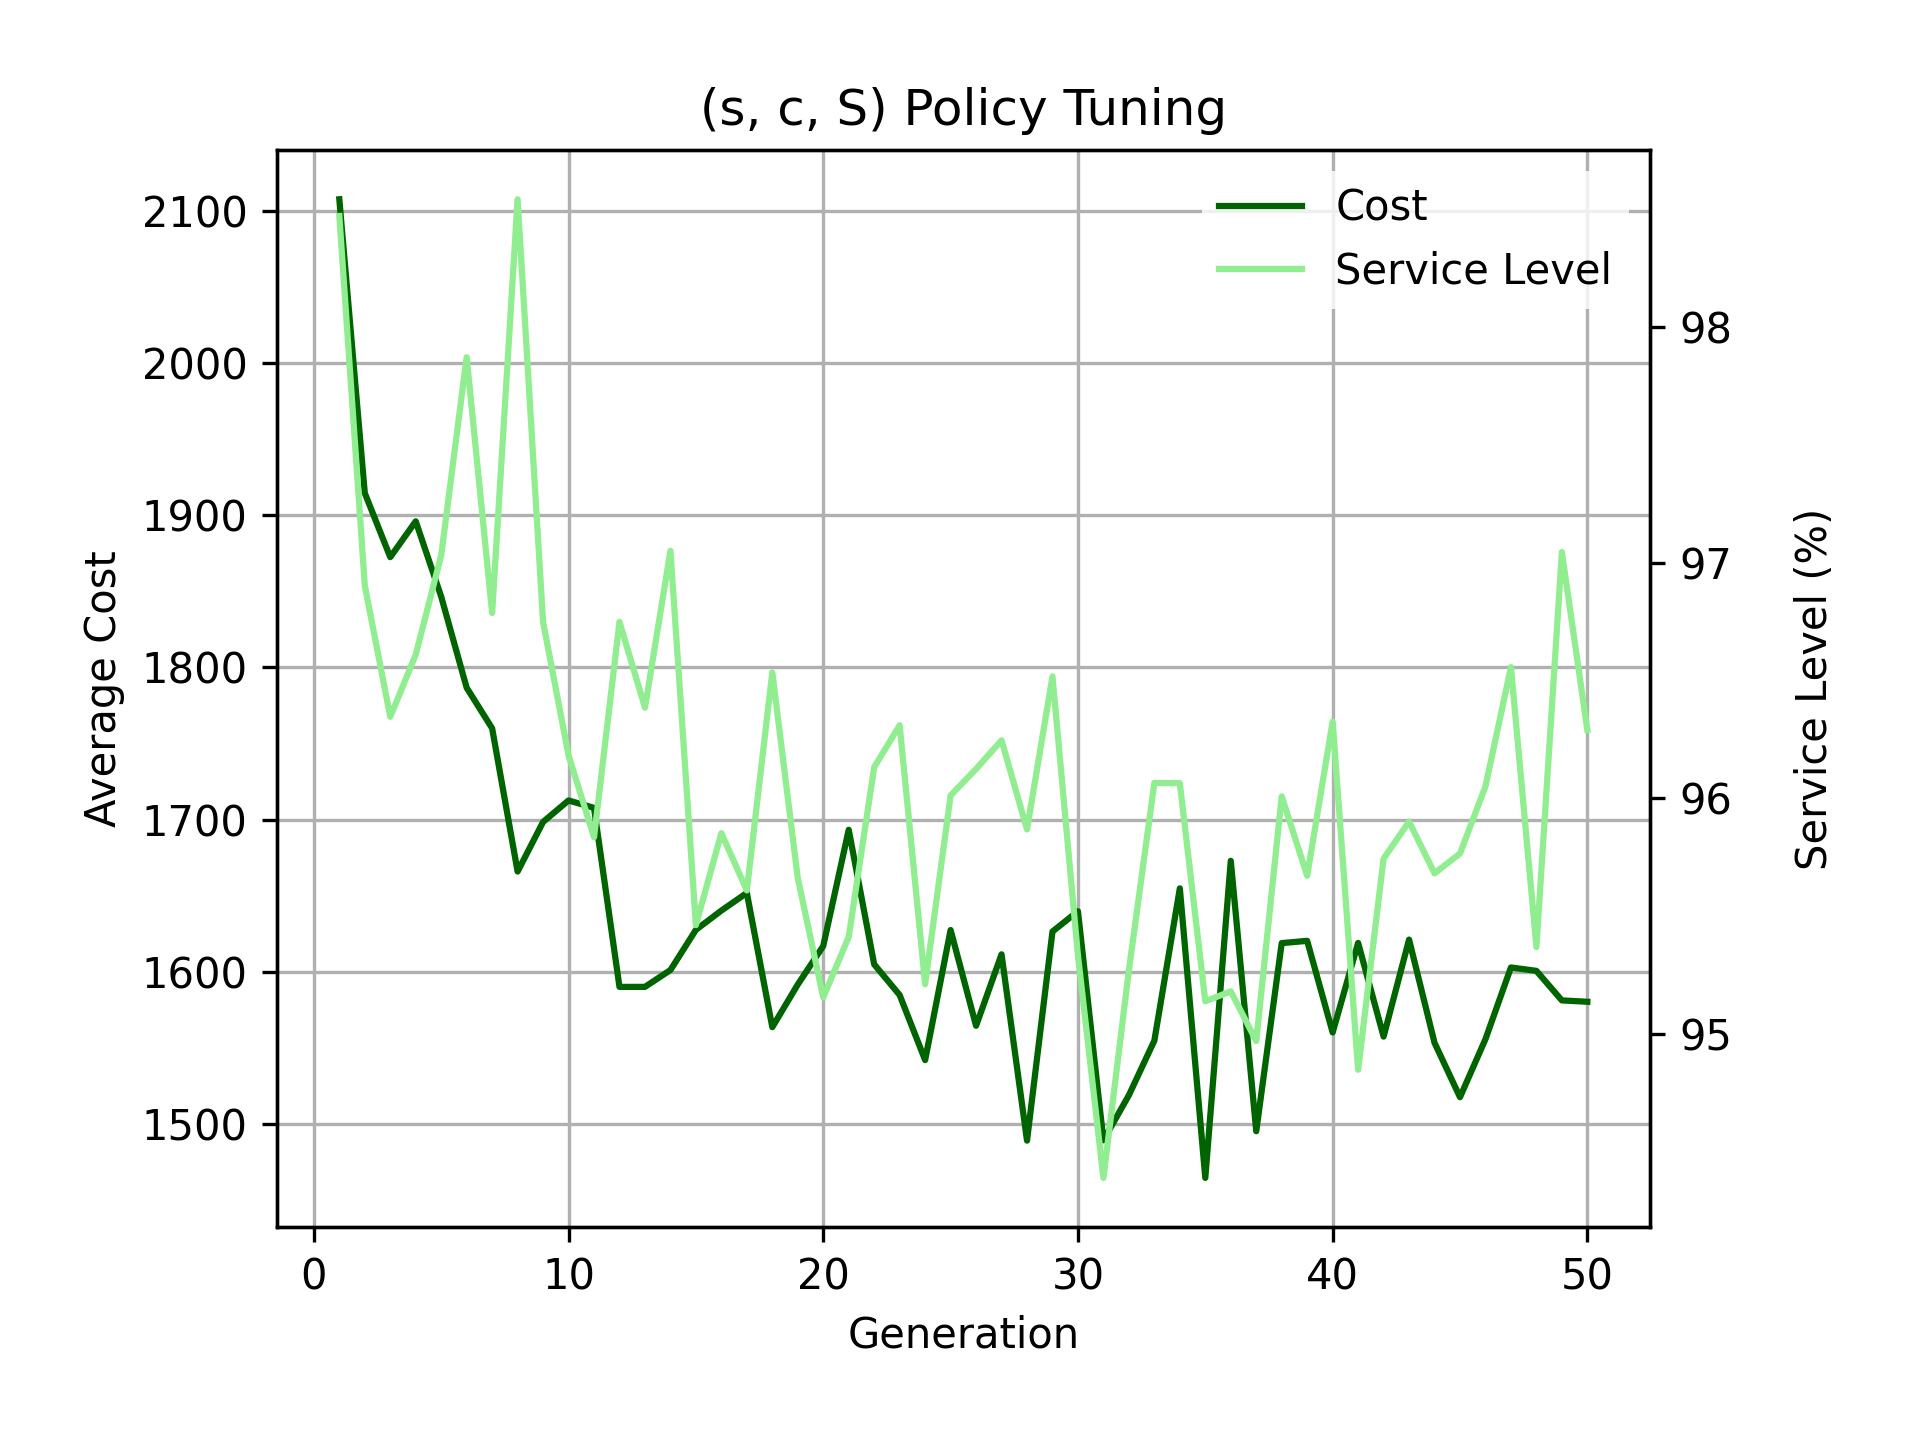 (s, c, S) Policy Tuning
Cost
Service Level
2100
2000
1900
1800
1700
1600
1500
Average Cost
98
97
96
95
Service Level (%)
0 10 20 30 40 50
Generation